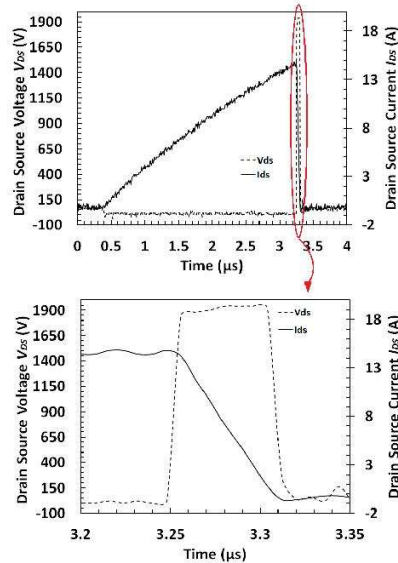 Drain Source Voltage VDS (V)
1900
1650
1400
1150
900
650
400
150
-100
Vds
Ids
18
13
8
3
-2
Drain Source Current IDS (A)
0 0.5 1 1.5 2 2.5 3 3.5 4
Time (μs)
Drain Source Voltage VDS (V)
1900
1650
1400
1150
900
650
400
150
-100
Vds
Ids
18
13
8
3
-2
Drain Source Current IDS (A)
3.2 3.25 3.3 3.35
Time (μs)